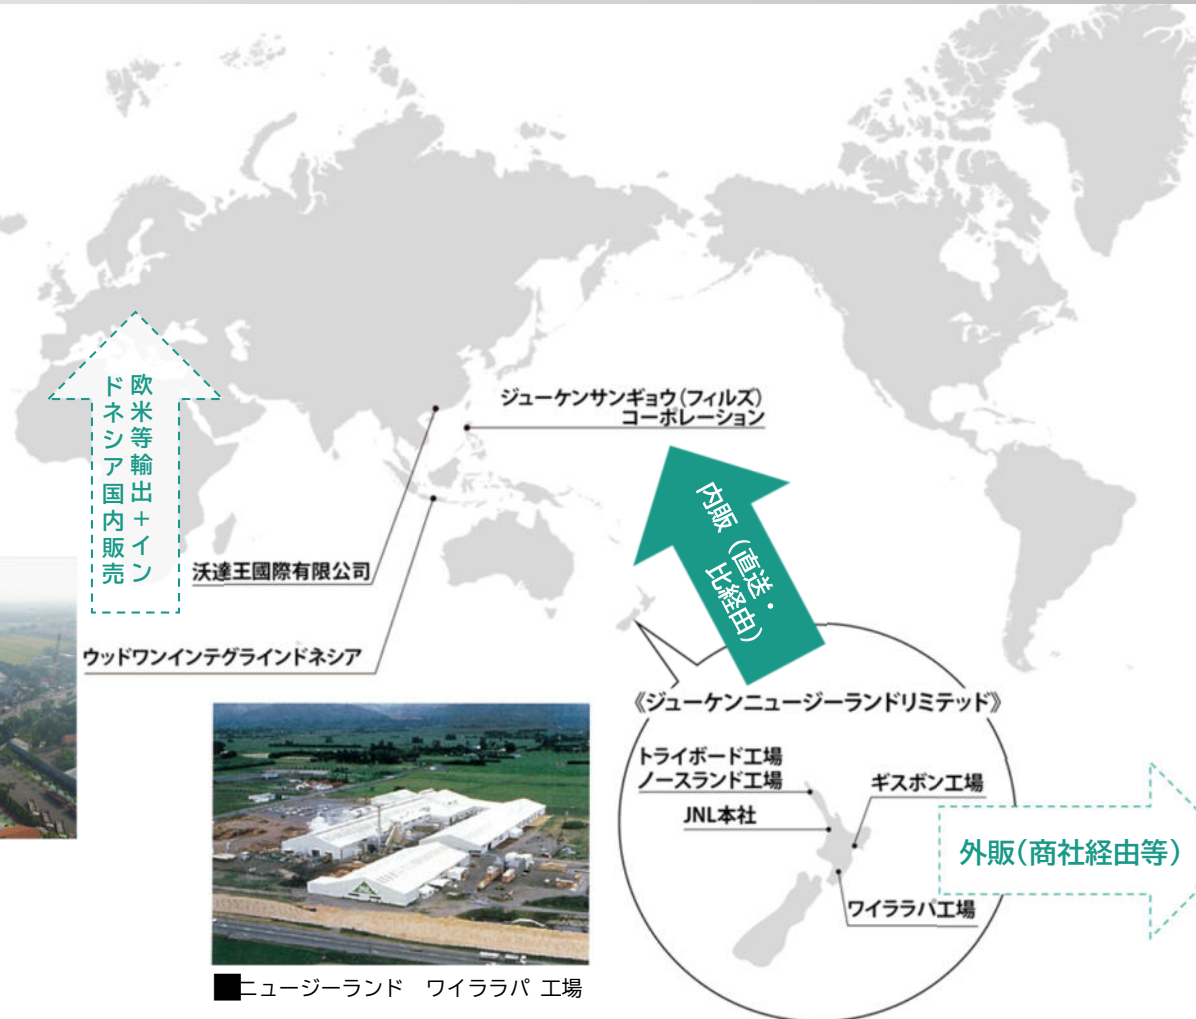 欧米等輸出+イン
ドネシア国内販売
ジューケンサンギョウ(フィルズ)
コーポレーション
内販(直送・
比経由)
沃達王國際有限公司
ウッドワンインテグラインドネシア
《ジューケンニュージーランドリミテッド》
トライボード工場
ノースランド工場
ギスボン工場
JNL本社
外販(商社経由等)
ワイララパ工場
■ニュージーランド ワイララパ 工場